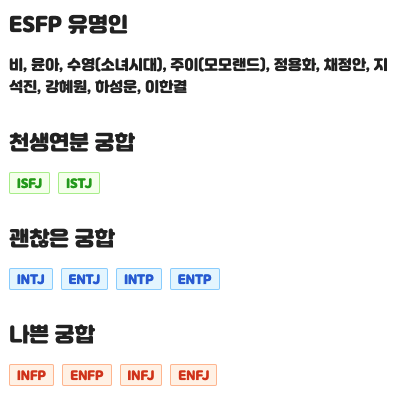 ESFP 유명인
비, 윤아, 수영(소녀시대), 주이(모모랜드), 정용화, 채정안, 지
석진, 강혜원, 하성운, 이한결
천생연분 궁합
ISFJ ISTJ
괜찮은 궁합
INTJ ENTJ INTP ENTP
나쁜 궁합
INFP ENFP INFJ ENFJ